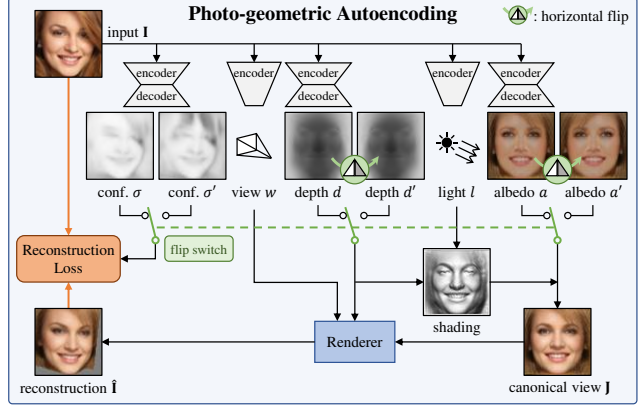 Photo-geometric Autoencoding
: horizontal flip
input I
encoder
decoder
encoder
encoder
decoder
encoder
encoder
decoder
conf. σ
conf. σ′
view w
depth d
depth d′
light l
albedo a
albedo a′
flip switch
Reconstruction
Loss
shading
Renderer
reconstruction Î
canonical view J